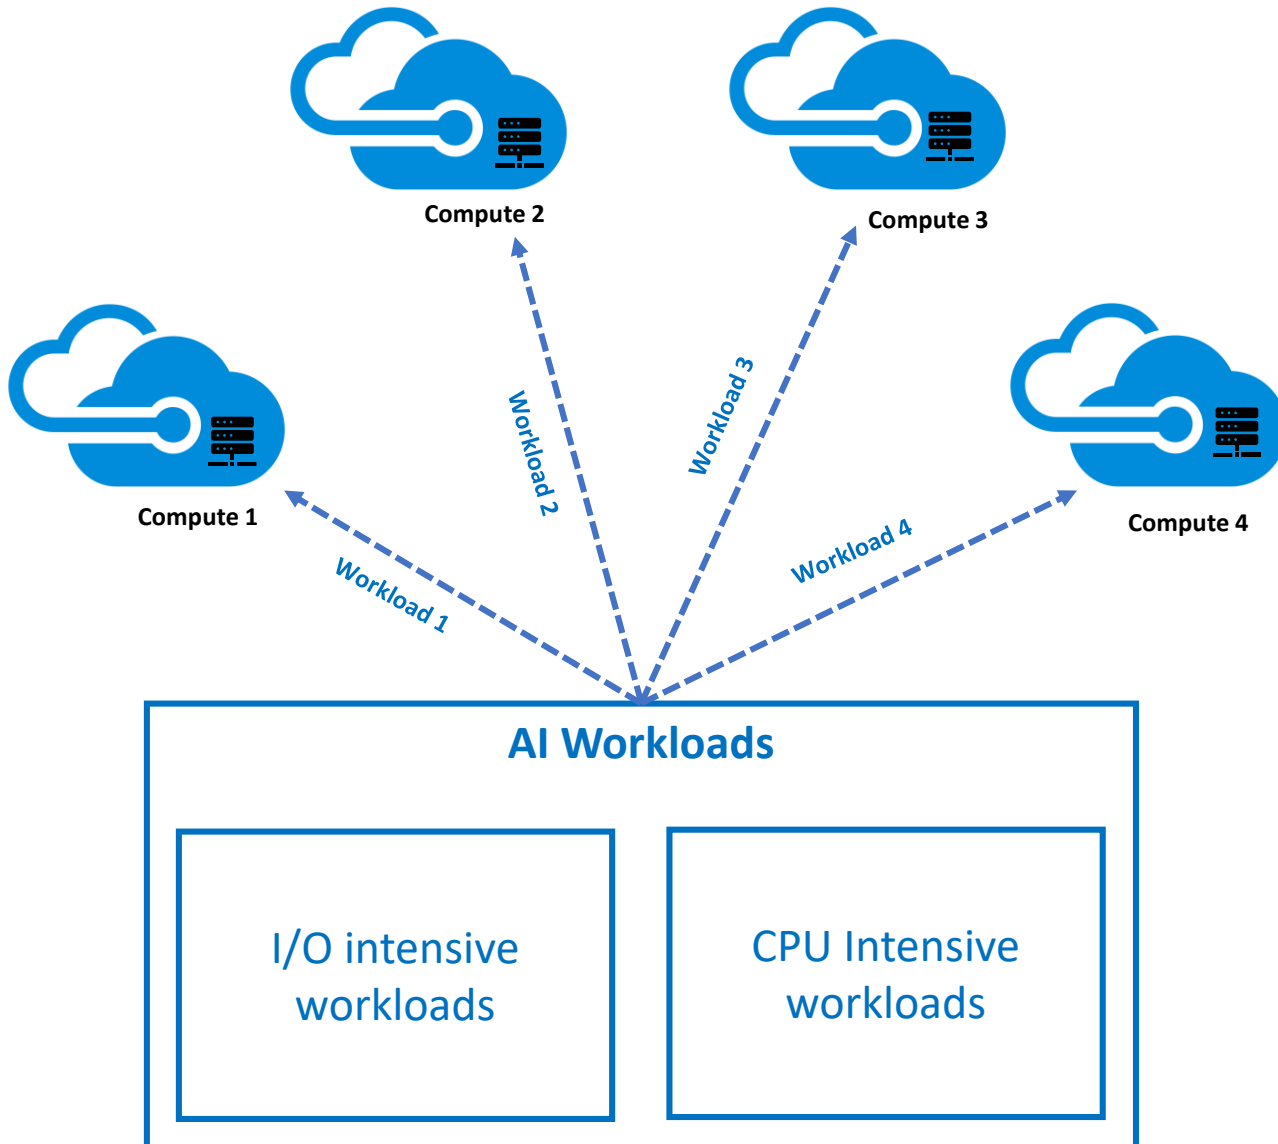 Compute 2
Compute 3
Compute 1
Compute 4
Workload 1
Workload 2
Workload 3
Workload 4
AI Workloads
I/O intensive
workloads
CPU Intensive
workloads